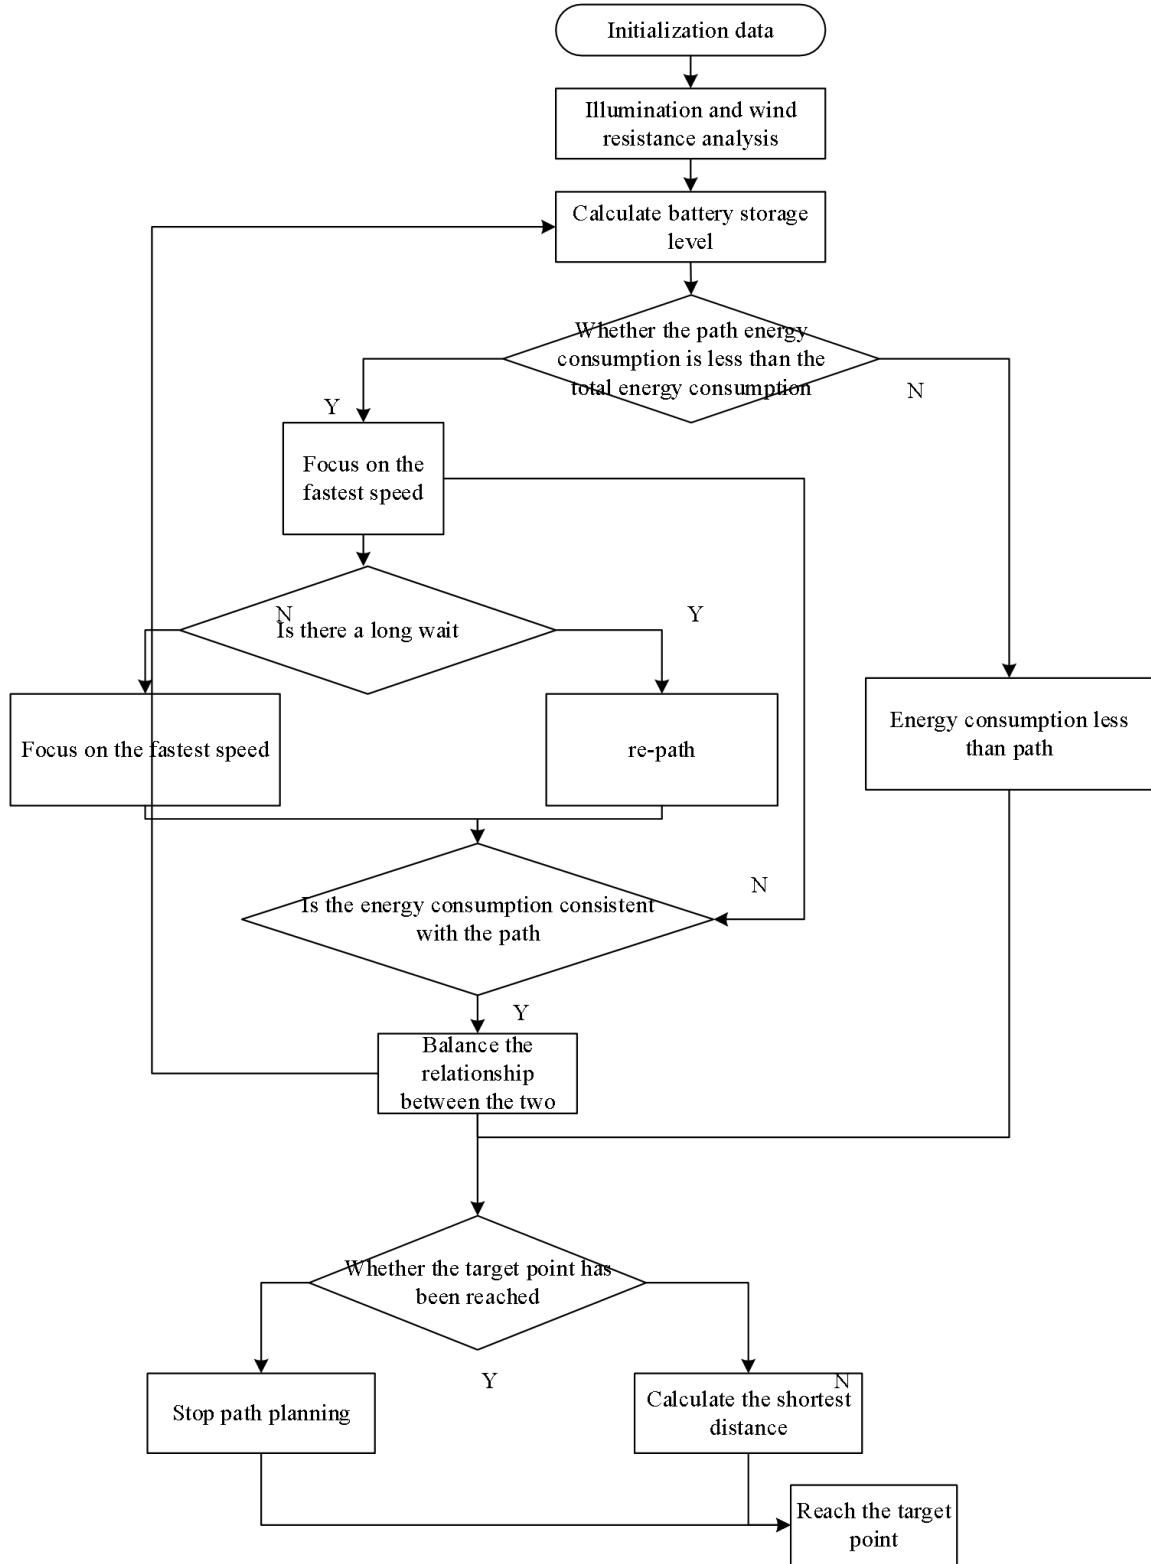 Initialization data
Illumination and wind
resistance analysis
Calculate battery storage
level
Whether the path energy
consumption is less than the
total energy consumption
N
Y
Focus on the
fastest speed
N
Y
Is there a long wait
Focus on the fastest speed
re-path
Energy consumption less
than path
N
Is the energy consumption consistent
with the path
Y
Balance the
relationship
between the two
Whether the target point has
been reached
Y
N
Stop path planning
Calculate the shortest
distance
Reach the target
point